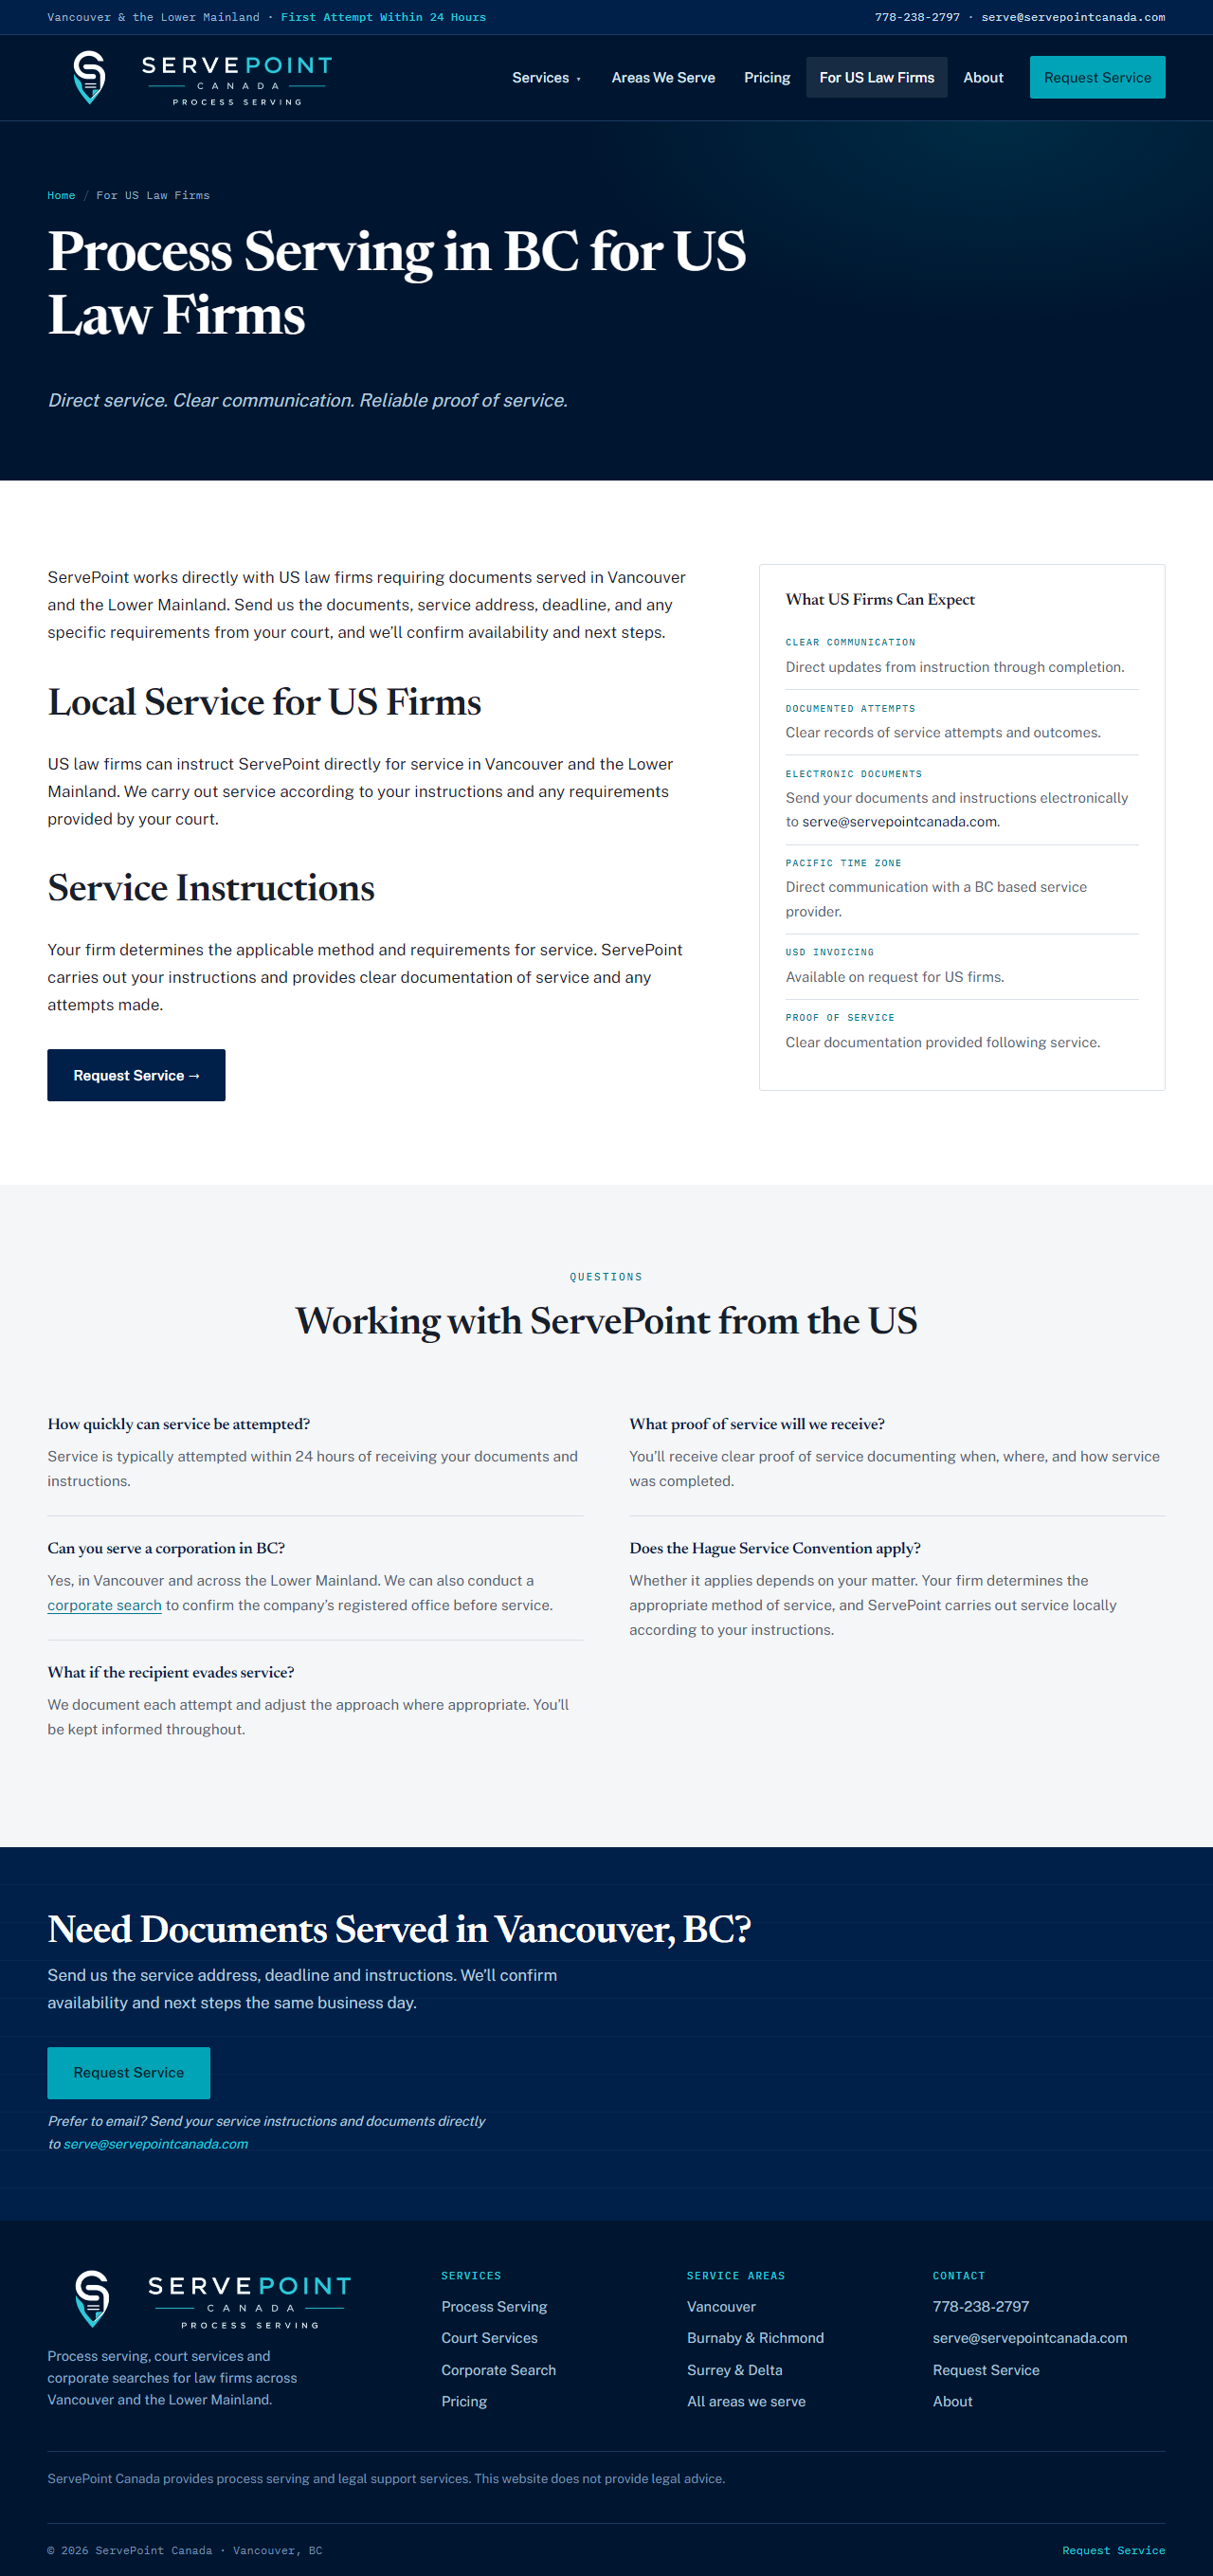 Vancouver & the Lower Mainland · First Attempt Within 24 Hours
778-238-2797 · serve@servepointcanada.com
SERVEPOINT
CANADA
PROCESS SERVING
Services ▾ Areas We Serve Pricing For US Law Firms About Request Service
Home / For US Law Firms
Process Serving in BC for US
Law Firms
Direct service. Clear communication. Reliable proof of service.
ServePoint works directly with US law firms requiring documents served in Vancouver
and the Lower Mainland. Send us the documents, service address, deadline, and any
specific requirements from your court, and we’ll confirm availability and next steps.
Local Service for US Firms
US law firms can instruct ServePoint directly for service in Vancouver and the Lower
Mainland. We carry out service according to your instructions and any requirements
provided by your court.
Service Instructions
Your firm determines the applicable method and requirements for service. ServePoint
carries out your instructions and provides clear documentation of service and any
attempts made.
Request Service →
What US Firms Can Expect
CLEAR COMMUNICATION
Direct updates from instruction through completion.
DOCUMENTED ATTEMPTS
Clear records of service attempts and outcomes.
ELECTRONIC DOCUMENTS
Send your documents and instructions electronically
to serve@servepointcanada.com.
PACIFIC TIME ZONE
Direct communication with a BC based service
provider.
USD INVOICING
Available on request for US firms.
PROOF OF SERVICE
Clear documentation provided following service.
QUESTIONS
Working with ServePoint from the US
How quickly can service be attempted?
Service is typically attempted within 24 hours of receiving your documents and
instructions.
Can you serve a corporation in BC?
Yes, in Vancouver and across the Lower Mainland. We can also conduct a
corporate search to confirm the company’s registered office before service.
What if the recipient evades service?
We document each attempt and adjust the approach where appropriate. You’ll
be kept informed throughout.
What proof of service will we receive?
You’ll receive clear proof of service documenting when, where, and how service
was completed.
Does the Hague Service Convention apply?
Whether it applies depends on your matter. Your firm determines the
appropriate method of service, and ServePoint carries out service locally
according to your instructions.
Need Documents Served in Vancouver, BC?
Send us the service address, deadline and instructions. We’ll confirm
availability and next steps the same business day.
Request Service
Prefer to email? Send your service instructions and documents directly
to serve@servepointcanada.com
SERVEPOINT
CANADA
PROCESS SERVING
Process serving, court services and
corporate searches for law firms across
Vancouver and the Lower Mainland.
SERVICES
Process Serving
Court Services
Corporate Search
Pricing
SERVICE AREAS
Vancouver
Burnaby & Richmond
Surrey & Delta
All areas we serve
CONTACT
778-238-2797
serve@servepointcanada.com
Request Service
About
ServePoint Canada provides process serving and legal support services. This website does not provide legal advice.
© 2026 ServePoint Canada · Vancouver, BC
Request Service